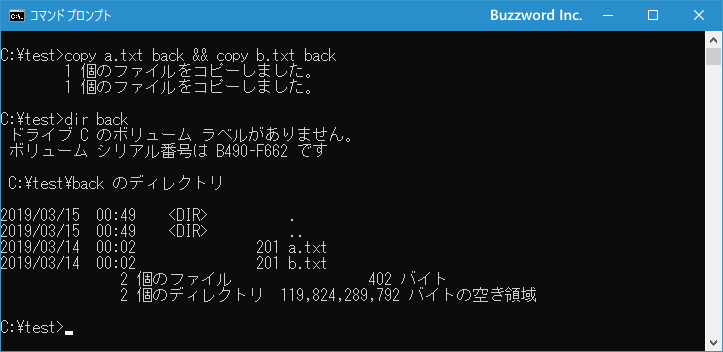 コマンドプロンプト
Buzzword Inc.
C:¥test>copy a.txt back && copy b.txt back
1 個のファイルをコピーしました。
1 個のファイルをコピーしました。
C:¥test>dir back
ドライブ C のボリューム ラベルがありません。
ボリューム シリアル番号は B490-F662 です
C:¥test¥back のディレクトリ
2019/03/15  00:49    <DIR>          .
2019/03/15  00:49    <DIR>          ..
2019/03/14  00:02               201 a.txt
2019/03/14  00:02               201 b.txt
2 個のファイル                 402 バイト
2 個のディレクトリ  119,824,289,792 バイトの空き領域
C:¥test>